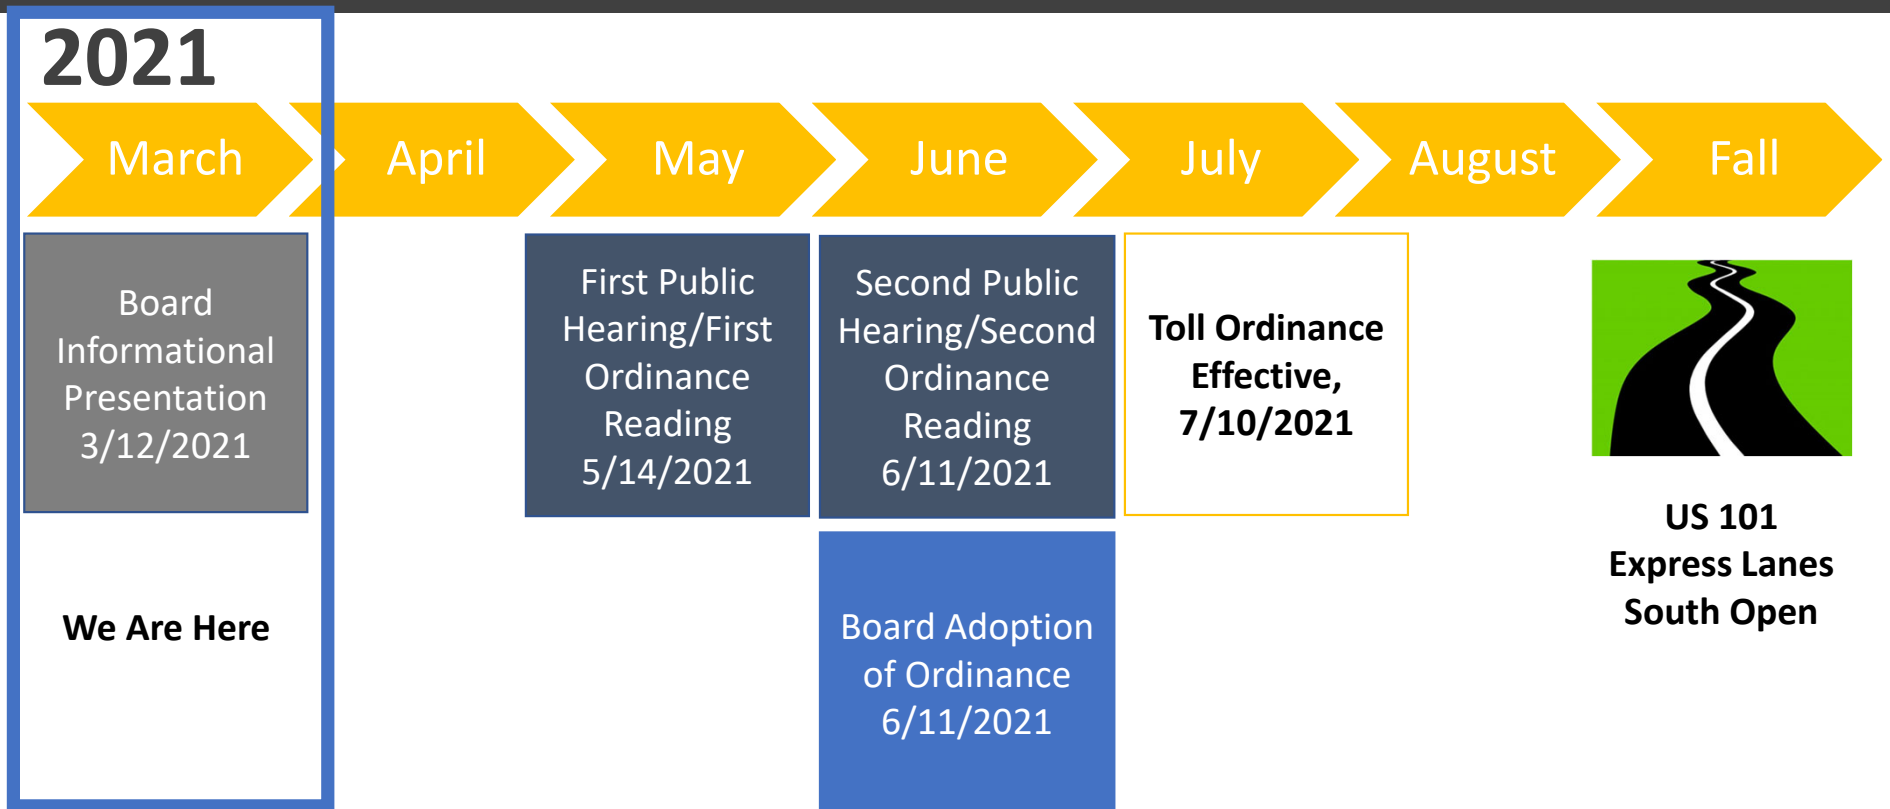 2021
March
April
May
June
July
August
Fall
Board
Informational
Presentation
3/12/2021
We Are Here
First Public
Hearing/First
Ordinance
Reading
5/14/2021
Second Public
Hearing/Second
Ordinance
Reading
6/11/2021
Board Adoption
of Ordinance
6/11/2021
Toll Ordinance
Effective,
7/10/2021
US 101
Express Lanes
South Open